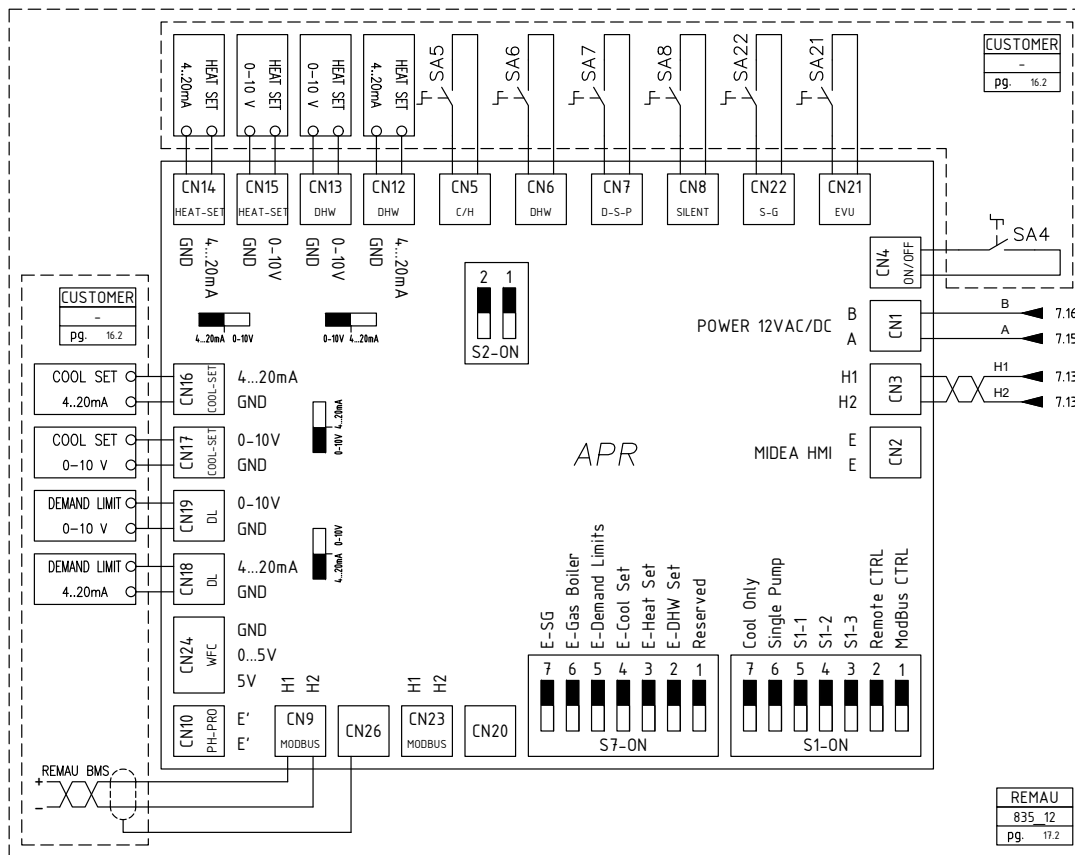 HEAT SET
4..20mA
HEAT SET
0-10 V
HEAT SET
0-10 V
HEAT SET
4..20mA
SA5
SA6
SA7
SA8
SA22
SA21
CUSTOMER
-
pg. 16.2
CN14
HEAT-SET
CN15
HEAT-SET
CN13
DHW
CN12
DHW
CN5
C/H
CN6
DHW
CN7
D-S-P
CN8
SILENT
CN22
S-G
CN21
EVU
GND
4...20mA
GND
0-10V
GND
0-10V
GND
4...20mA
CN4
ON/OFF
SA4
2 1
S2-ON
4...20mA 0-10V
0-10V 4...20mA
POWER 12VAC/DC
B
A
CN1
B
7.16
A
7.15
H1
H2
CN3
H1
7.13
H2
7.13
MIDEA HMI
E
E
CN2
CUSTOMER
-
pg. 16.2
COOL SET
4..20mA
CN16
COOL-SET
4...20mA
GND
COOL SET
0-10 V
CN17
COOL-SET
0-10V
GND
0-10V 4...20mA
APR
DEMAND LIMIT
0-10 V
CN19
DL
0-10V
GND
DEMAND LIMIT
4..20mA
CN18
DL
4...20mA
GND
4...20mA 0-10V
CN24
WFC
GND
0...5V
5V
CN10
PH-PRO
E'
E'
H1 H2
CN9
MODBUS
CN26
H1 H2
CN23
MODBUS
CN20
E-SG
E-Gas Boiler
E-Demand Limits
E-Cool Set
E-Heat Set
E-DHW Set
Reserved
7 6 5 4 3 2 1
S7-ON
Cool Only
Single Pump
S1-1
S1-2
S1-3
Remote CTRL
ModBus CTRL
7 6 5 4 3 2 1
S1-ON
REMAU BMS
+
-
REMAU
835_12
pg. 17.2